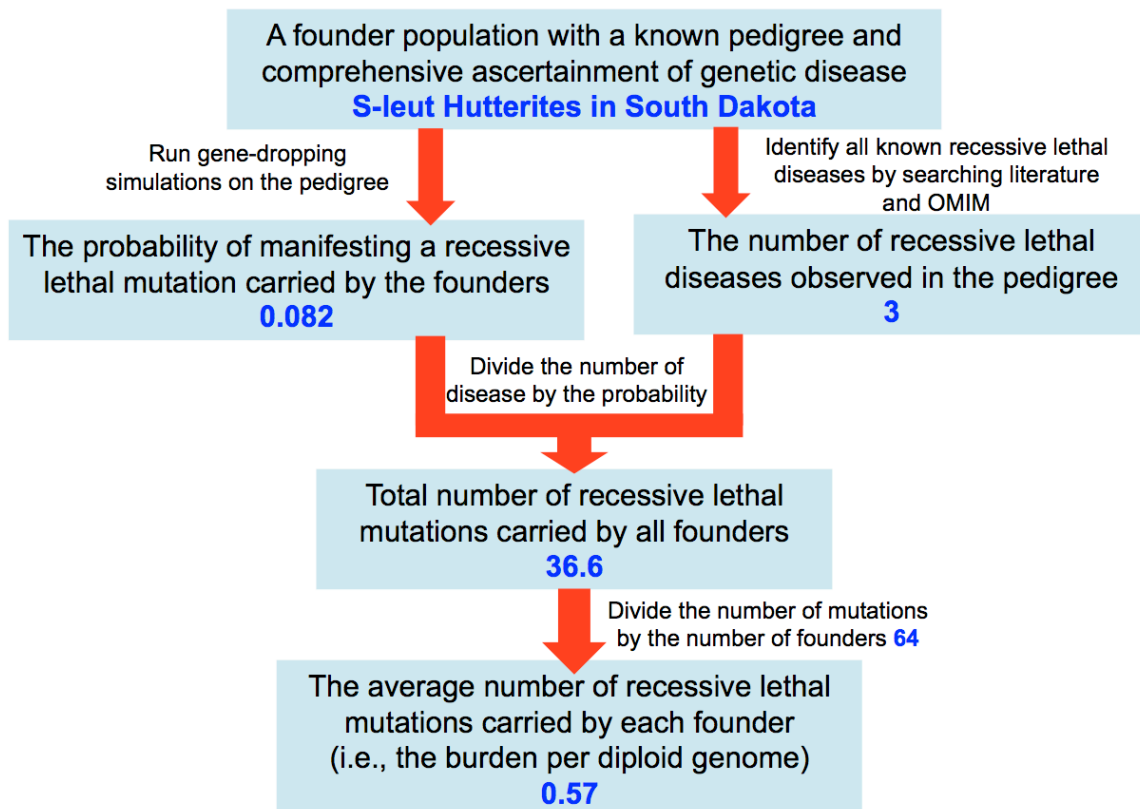 A founder population with a known pedigree and
comprehensive ascertainment of genetic disease
S-leut Hutterites in South Dakota
Run gene-dropping
simulations on the pedigree
Identify all known recessive lethal
diseases by searching literature
and OMIM
The probability of manifesting a recessive
lethal mutation carried by the founders
0.082
The number of recessive lethal
diseases observed in the pedigree
3
Divide the number of
disease by the probability
Total number of recessive lethal
mutations carried by all founders
36.6
Divide the number of mutations
by the number of founders 64
The average number of recessive lethal
mutations carried by each founder
(i.e., the burden per diploid genome)
0.57